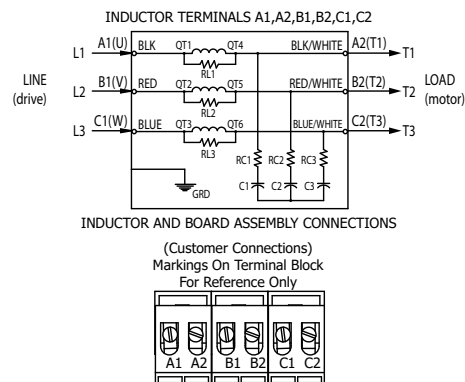 INDUCTOR TERMINALS A1,A2,B1,B2,C1,C2
L1 A1(U) BLK QT1 QT4 BLK/WHITE A2(T1) T1
RL1
LINE
(drive)
L2 B1(V) RED QT2 QT5 RED/WHITE B2(T2) T2
RL2
LOAD
(motor)
L3 C1(W) BLUE QT3 QT6 BLUE/WHITE C2(T3) T3
RL3
RC1 RC2 RC3
C1 C2 C3
GRD
INDUCTOR AND BOARD ASSEMBLY CONNECTIONS
(Customer Connections)
Markings On Terminal Block
For Reference Only
A1 A2 B1 B2 C1 C2